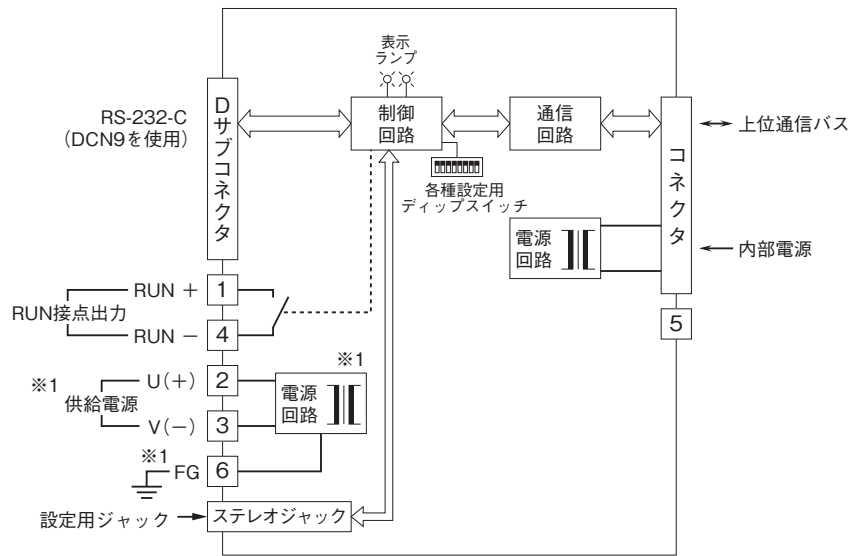 表示
ランプ
RS-232-C
(DCN9を使用)
Dサブコネクタ
制御
回路
通信
回路
コネクタ
上位通信バス
各種設定用
ディップスイッチ
電源
回路
内部電源
RUN接点出力
RUN +
1
RUN −
4
5
※1
供給電源
U(+)
2
V(−)
3
※1
電源
回路
※1
FG
6
設定用ジャック
ステレオジャック